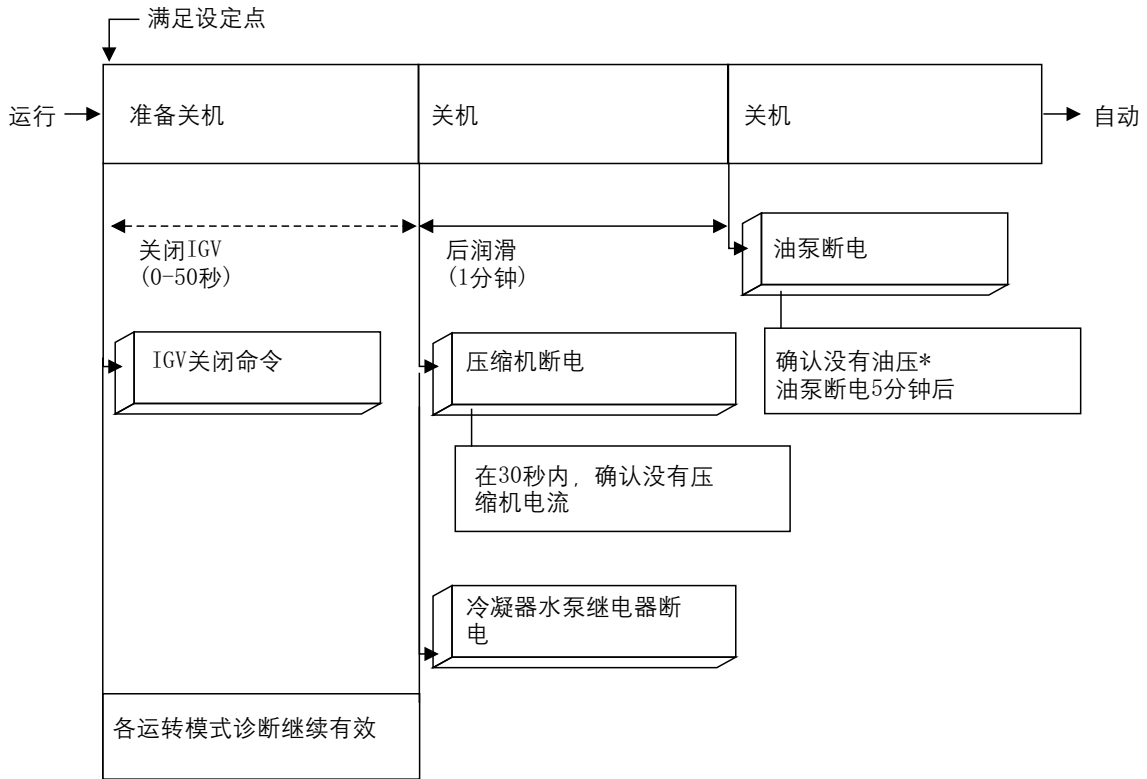 满足设定点
运行
准备关机
关机
关机
自动
关闭IGV
(0-50秒)
后润滑
(1分钟)
油泵断电
IGV关闭命令
压缩机断电
确认没有油压*
油泵断电5分钟后
在30秒内，确认没有压
缩机电流
冷凝器水泵继电器断
电
各运转模式诊断继续有效